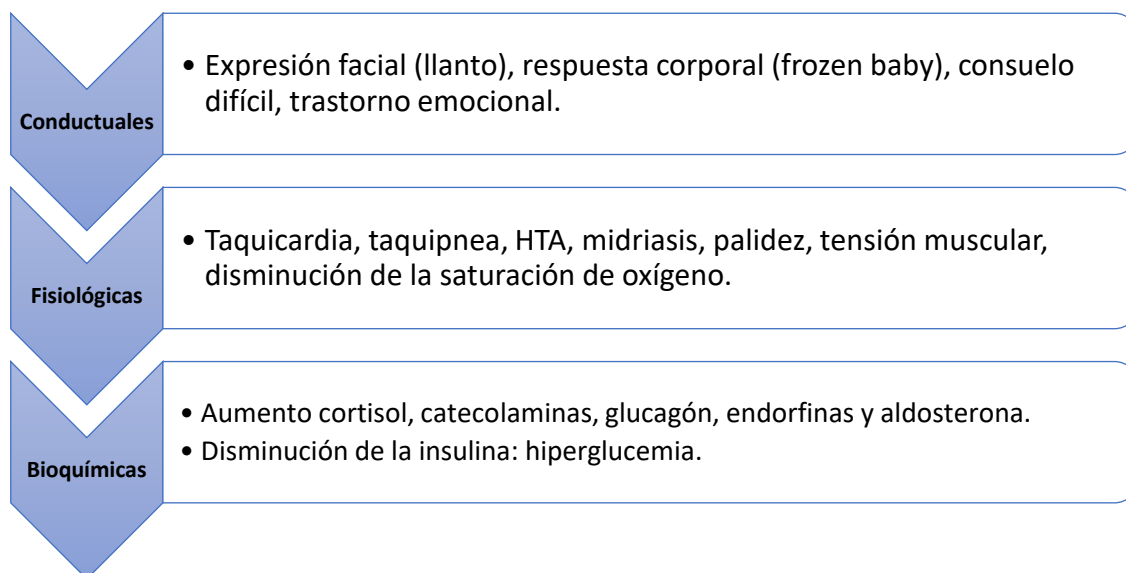 Conductuales
• Expresión facial (llanto), respuesta corporal (frozen baby), consuelo
difícil, trastorno emocional.
Fisiológicas
• Taquicardia, taquipnea, HTA, midriasis, palidez, tensión muscular,
disminución de la saturación de oxígeno.
Bioquímicas
• Aumento cortisol, catecolaminas, glucagón, endorfinas y aldosterona.
• Disminución de la insulina: hiperglucemia.